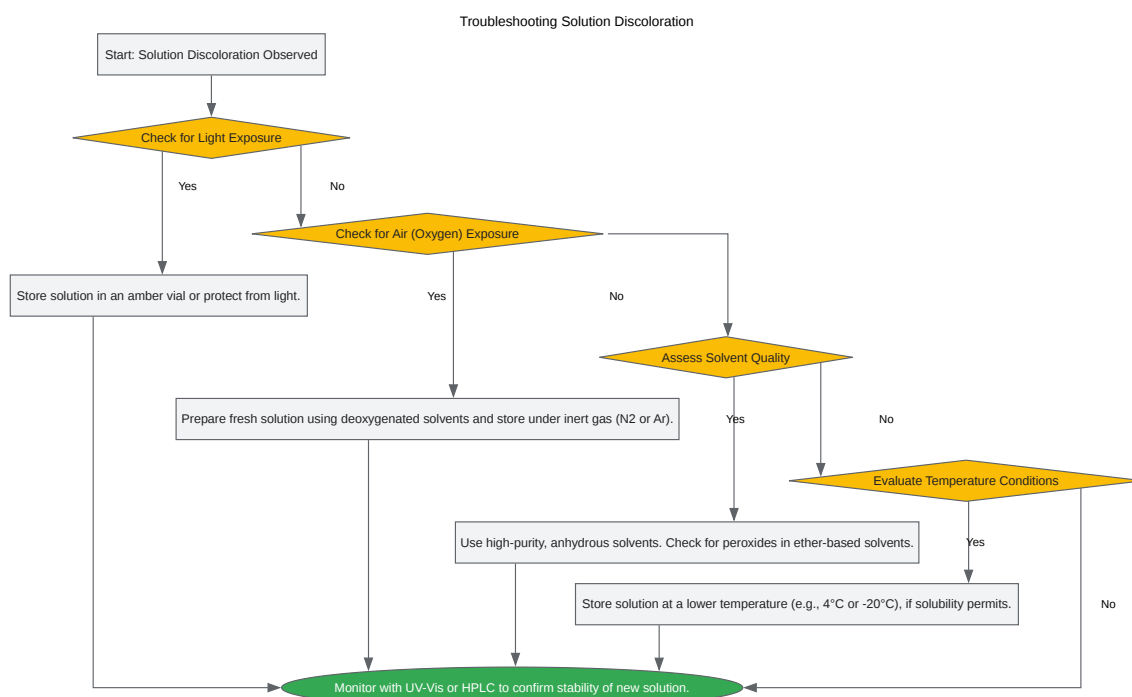 Troubleshooting Solution Discoloration
Start: Solution Discoloration Observed
Check for Light Exposure
Yes
No
Check for Air (Oxygen) Exposure
Store solution in an amber vial or protect from light.
Yes
No
Assess Solvent Quality
Prepare fresh solution using deoxygenated solvents and store under inert gas (N2 or Ar).
Yes
No
Evaluate Temperature Conditions
Use high-purity, anhydrous solvents. Check for peroxides in ether-based solvents.
Yes
Store solution at a lower temperature (e.g., 4°C or -20°C), if solubility permits.
No
Monitor with UV-Vis or HPLC to confirm stability of new solution.